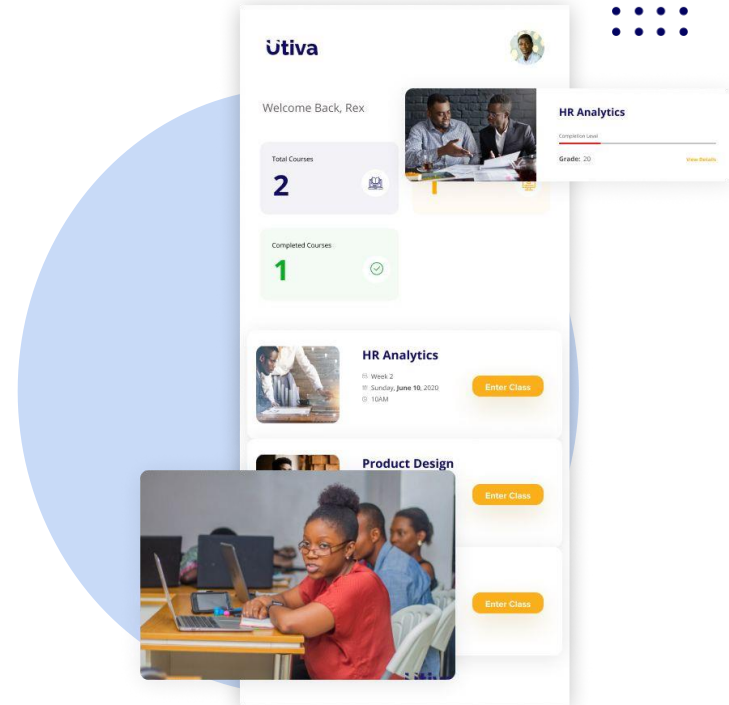 Utiva
Welcome Back, Rex
HR Analytics
Completion Level
Grade: 20
View Details
Total Courses
2
1
Completed Courses
1
HR Analytics
Week 2
Sunday, June 10, 2020
10AM
Enter Class
Product Design
Enter Class
Enter Class